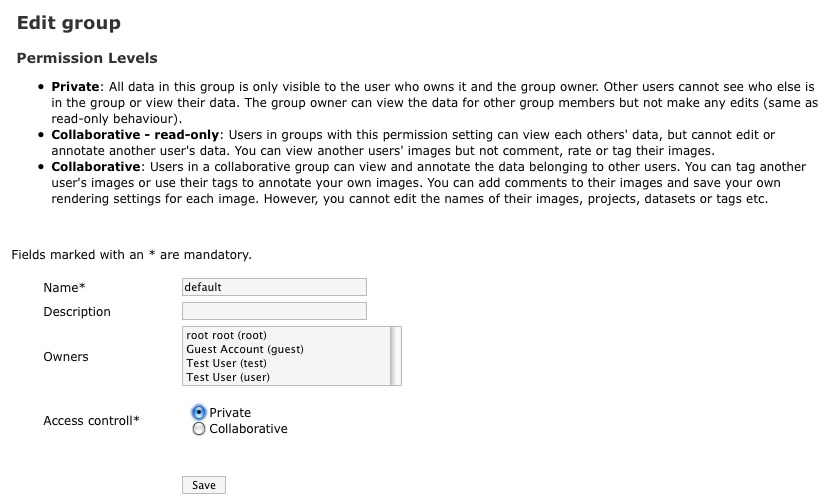 Edit group
Permission Levels
• Private: All data in this group is only visible to the user who owns it and the group owner. Other users cannot see who else is
in the group or view their data. The group owner can view the data for other group members but not make any edits (same as
read-only behaviour).
• Collaborative - read-only: Users in groups with this permission setting can view each others' data, but cannot edit or
annotate another user's data. You can view another users' images but not comment, rate or tag their images.
• Collaborative: Users in a collaborative group can view and annotate the data belonging to other users. You can tag another
user's images or use their tags to annotate your own images. You can add comments to their images and save your own
rendering settings for each image. However, you cannot edit the names of their images, projects, datasets or tags etc.
Fields marked with an * are mandatory.
Name* default
Description
Owners
root root (root)
Guest Account (guest)
Test User (test)
Test User (user)
Access controll*
Private
Collaborative
Save